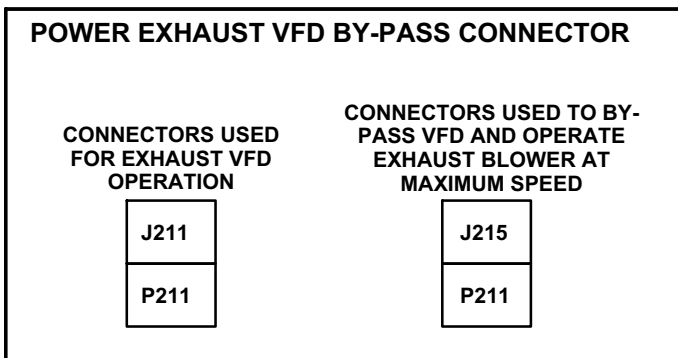 POWER EXHAUST VFD BY-PASS CONNECTOR
CONNECTORS USED
FOR EXHAUST VFD
OPERATION
J211
P211
CONNECTORS USED TO BY-
PASS VFD AND OPERATE
EXHAUST BLOWER AT
MAXIMUM SPEED
J215
P211